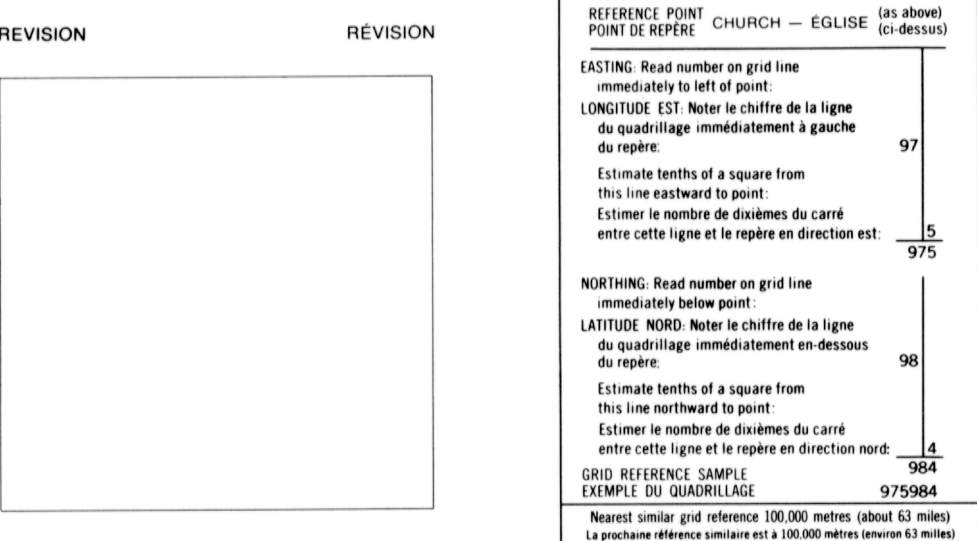 REVISION RÉVISION
REFERENCE POINT
POINT DE REPÈRE
CHURCH — ÉGLISE
(as above)
(ci-dessus)
EASTING: Read number on grid line
immediately to left of point:
LONGITUDE EST: Noter le chiffre de la ligne
du quadrillage immédiatement à gauche
du repère: 97
Estimate tenths of a square from
this line eastward to point:
Estimer le nombre de dixièmes du carré
entre cette ligne et le repère en direction est: 5
975
NORTHING: Read number on grid line
immediately below point:
LATITUDE NORD: Noter le chiffre de la ligne
du quadrillage immédiatement en-dessous
du repère: 98
Estimate tenths of a square from
this line northward to point:
Estimer le nombre de dixièmes du carré
entre cette ligne et le repère en direction nord: 4
984
GRID REFERENCE SAMPLE
EXEMPLE DU QUADRILLAGE 975984
Nearest similar grid reference 100,000 metres (about 63 miles)
La prochaine référence similaire est à 100,000 mètres (environ 63 milles)